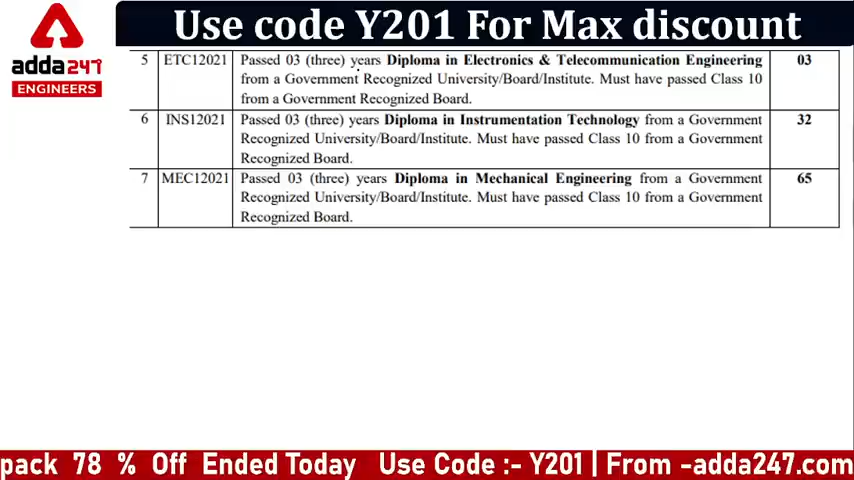 Use code Y201 For Max discount
adda247
ENGINEERS
5 ETC12021 Passed 03 (three) years Diploma in Electronics & Telecommunication Engineering 03
from a Government Recognized University/Board/Institute. Must have passed Class 10
from a Government Recognized Board.
6 INS12021 Passed 03 (three) years Diploma in Instrumentation Technology from a Government 32
Recognized University/Board/Institute. Must have passed Class 10 from a Government
Recognized Board.
7 MEC12021 Passed 03 (three) years Diploma in Mechanical Engineering from a Government 65
Recognized University/Board/Institute. Must have passed Class 10 from a Government
Recognized Board.
pack 78 % Off Ended Today Use Code :- Y201 | From -adda247.com